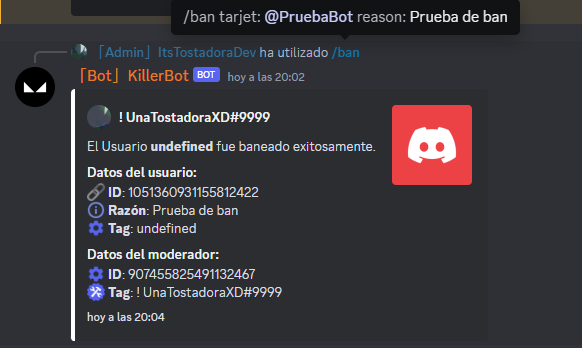 /ban tarjet: @PruebaBot reason: Prueba de ban
「Admin」ItsTostadoraDev ha utilizado /ban
「Bot」KillerBot BOT hoy a las 20:02
! UnaTostadoraXD#9999
El Usuario undefined fue baneado exitosamente.
Datos del usuario:
ID: 1051360931155812422
Razón: Prueba de ban
Tag: undefined
Datos del moderador:
ID: 907455825491132467
Tag: ! UnaTostadoraXD#9999
hoy a las 20:04